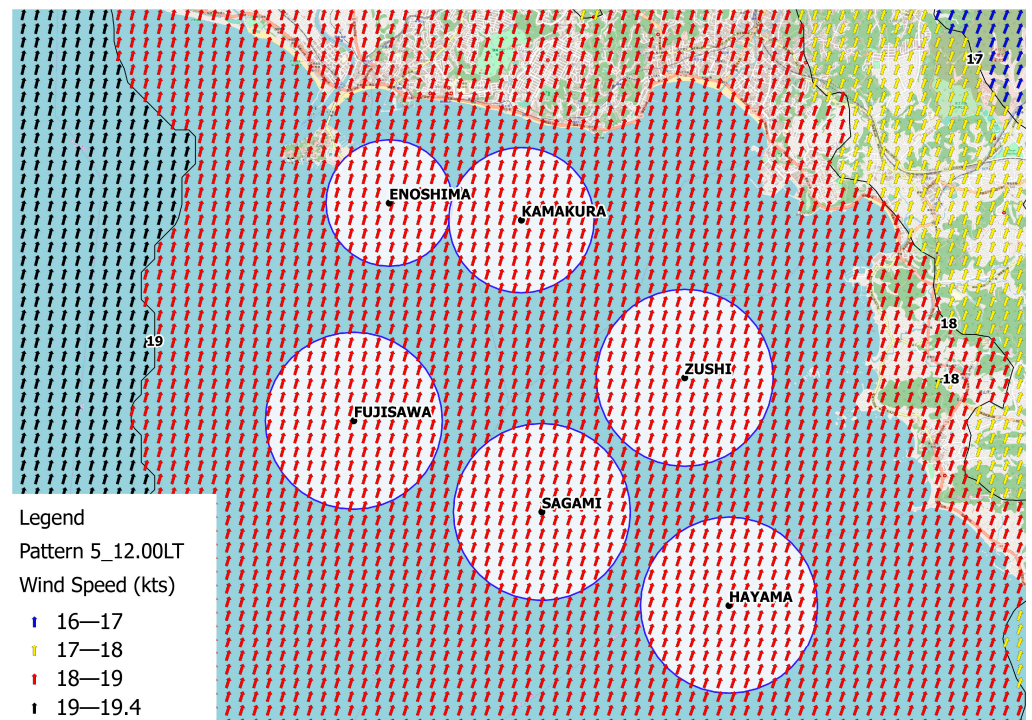 17
ENOSHIMA
KAMAKURA
18
19
ZUSHI
18
FUJISAWA
SAGAMI
HAYAMA
Legend
Pattern 5_12.00LT
Wind Speed (kts)
16—17
17—18
18—19
19—19.4